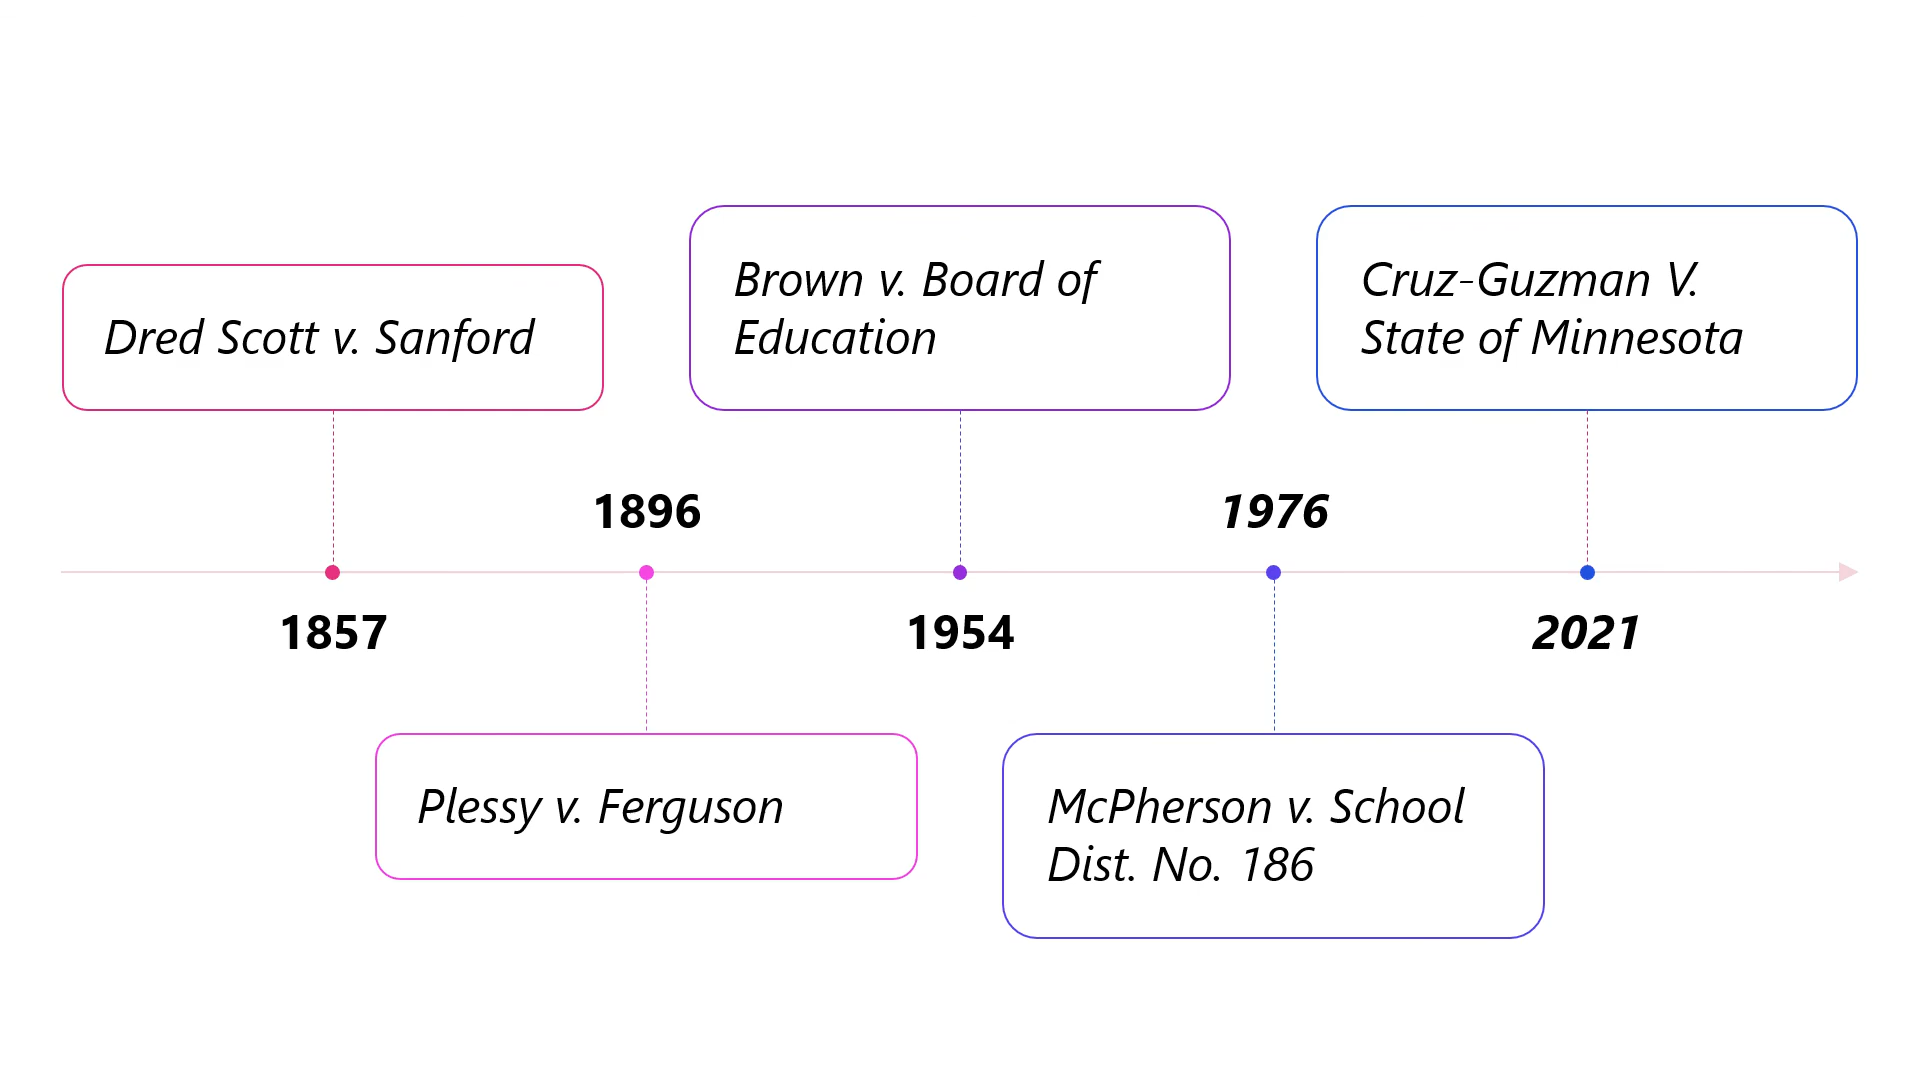 Dred Scott v. Sanford
1857
1896
Plessy v. Ferguson
Brown v. Board of
Education
1954
1976
McPherson v. School
Dist. No. 186
Cruz-Guzman V.
State of Minnesota
2021